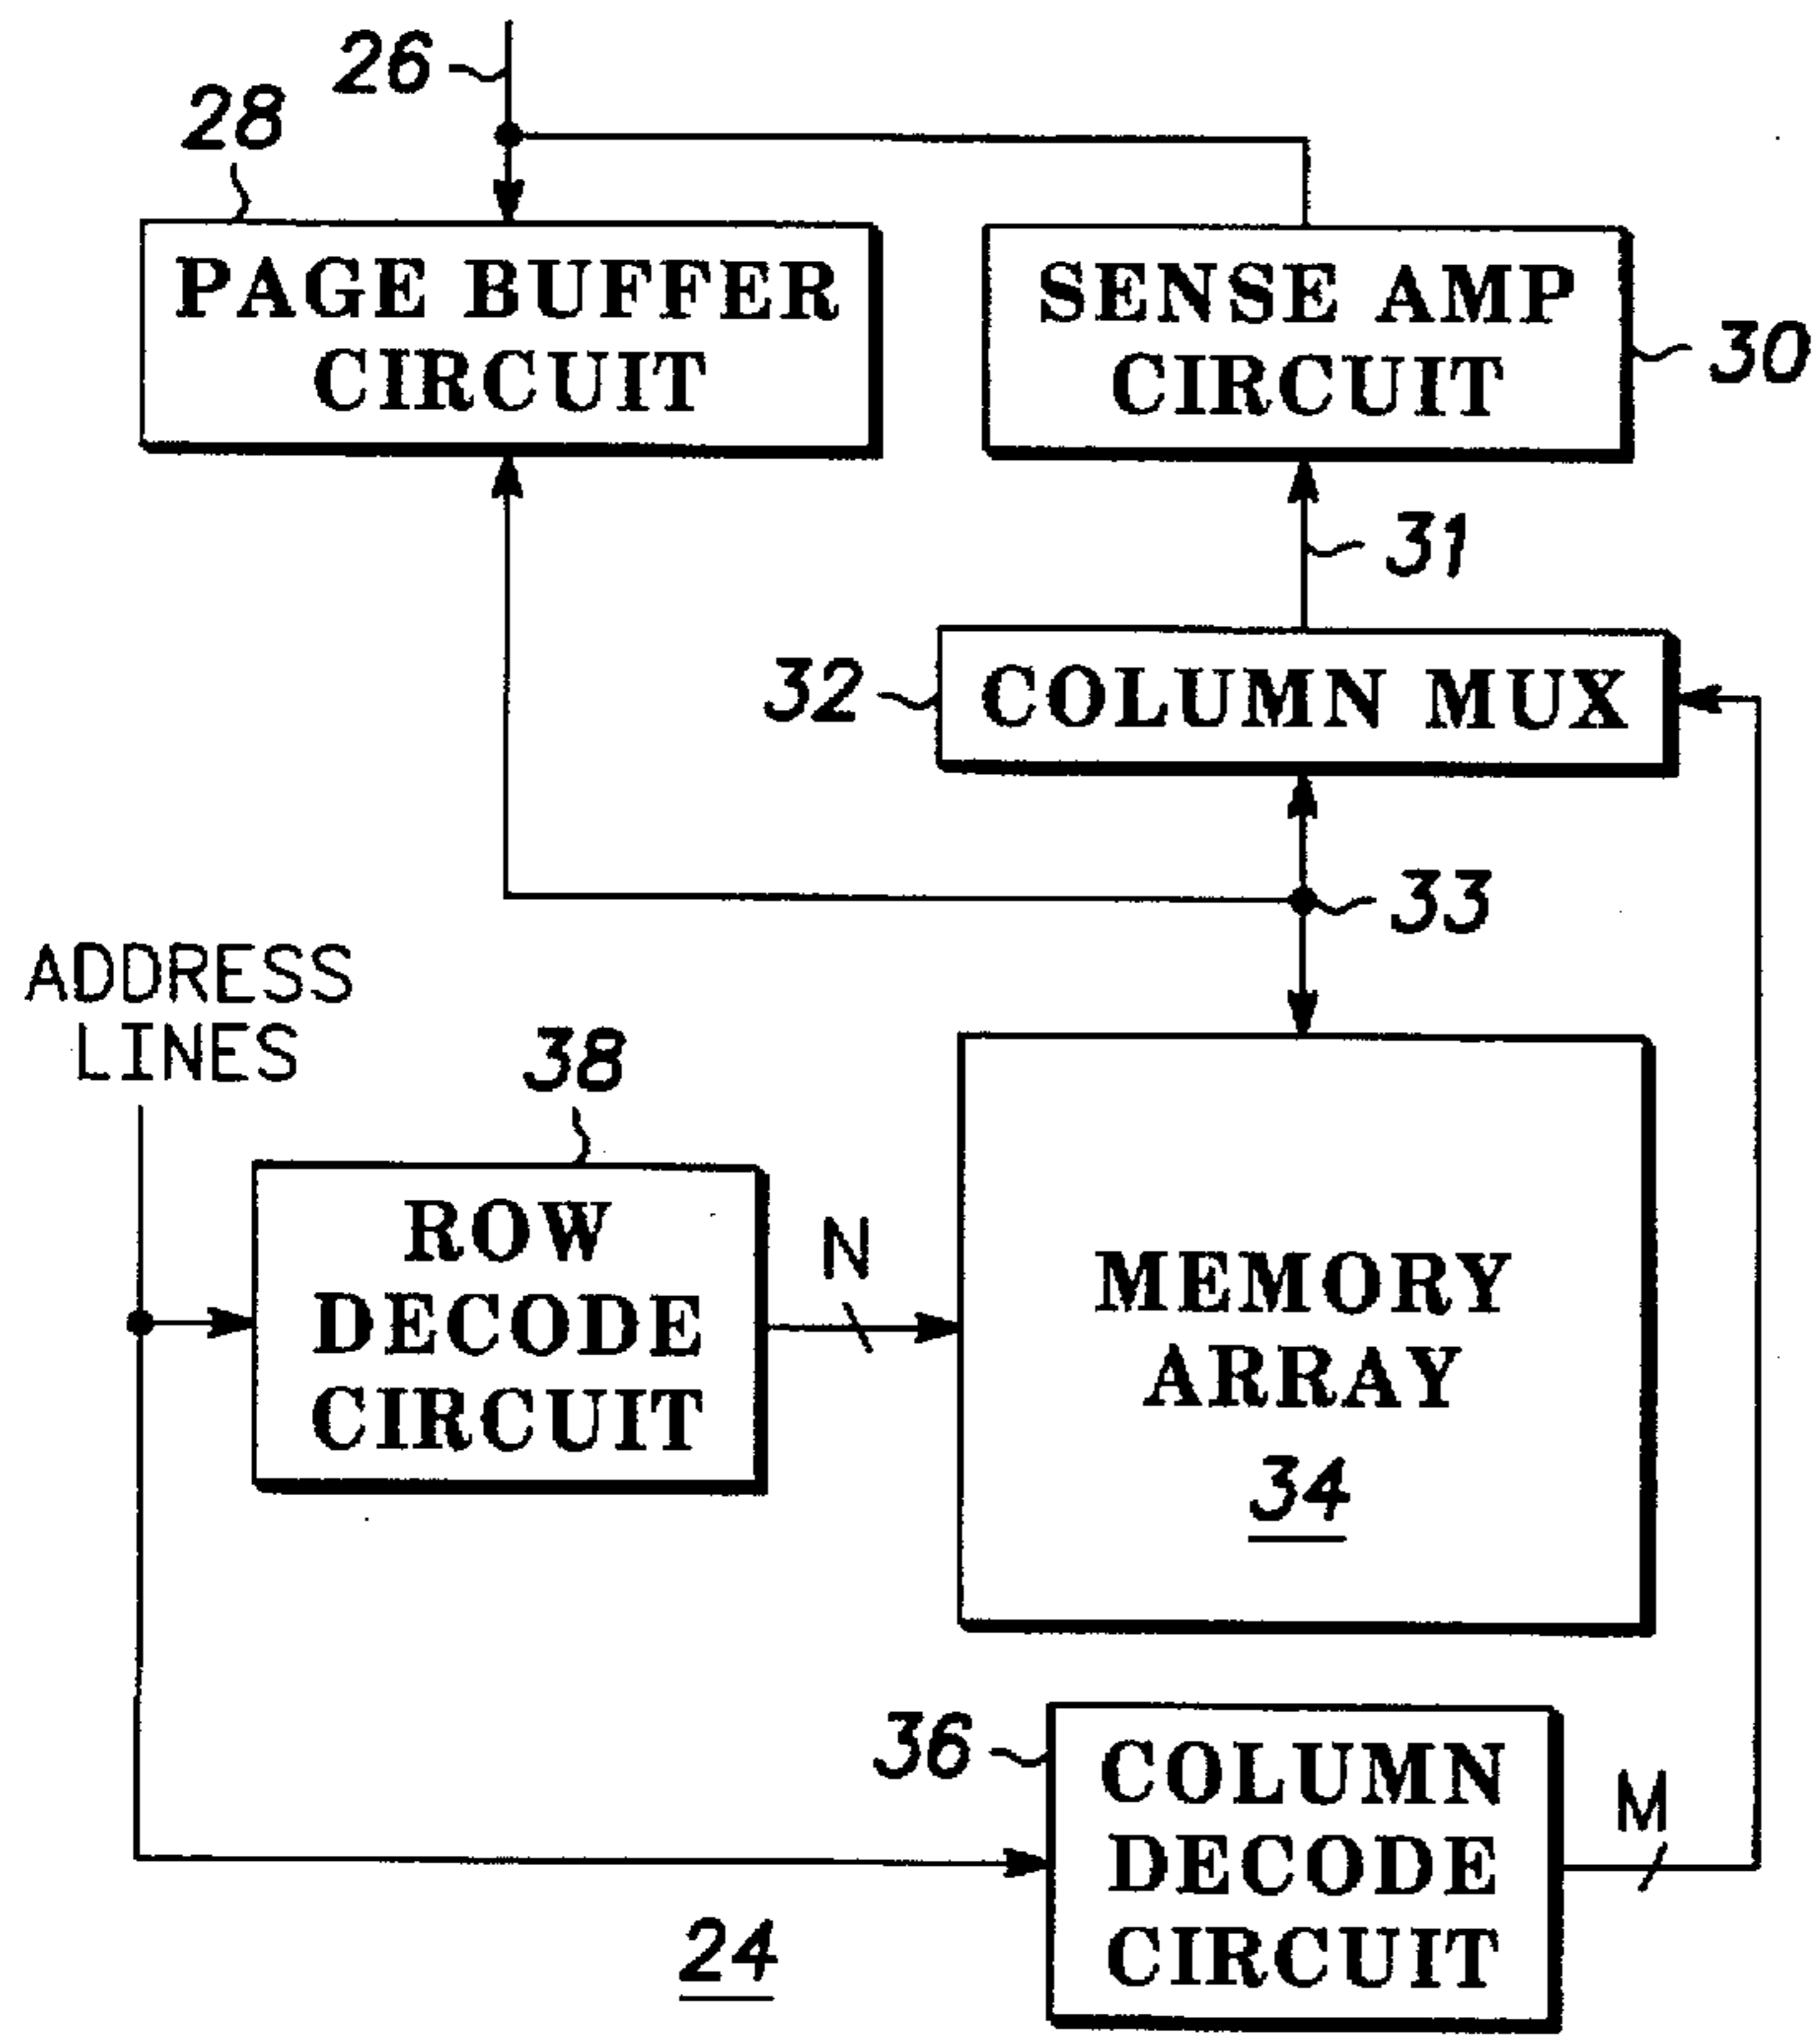 26
28
PAGE BUFFER
CIRCUIT
SENSE AMP
CIRCUIT
30
31
32
COLUMN MUX
33
ADDRESS
LINES
38
ROW
DECODE
CIRCUIT
N
MEMORY
ARRAY
34
36
COLUMN
DECODE
CIRCUIT
M
24